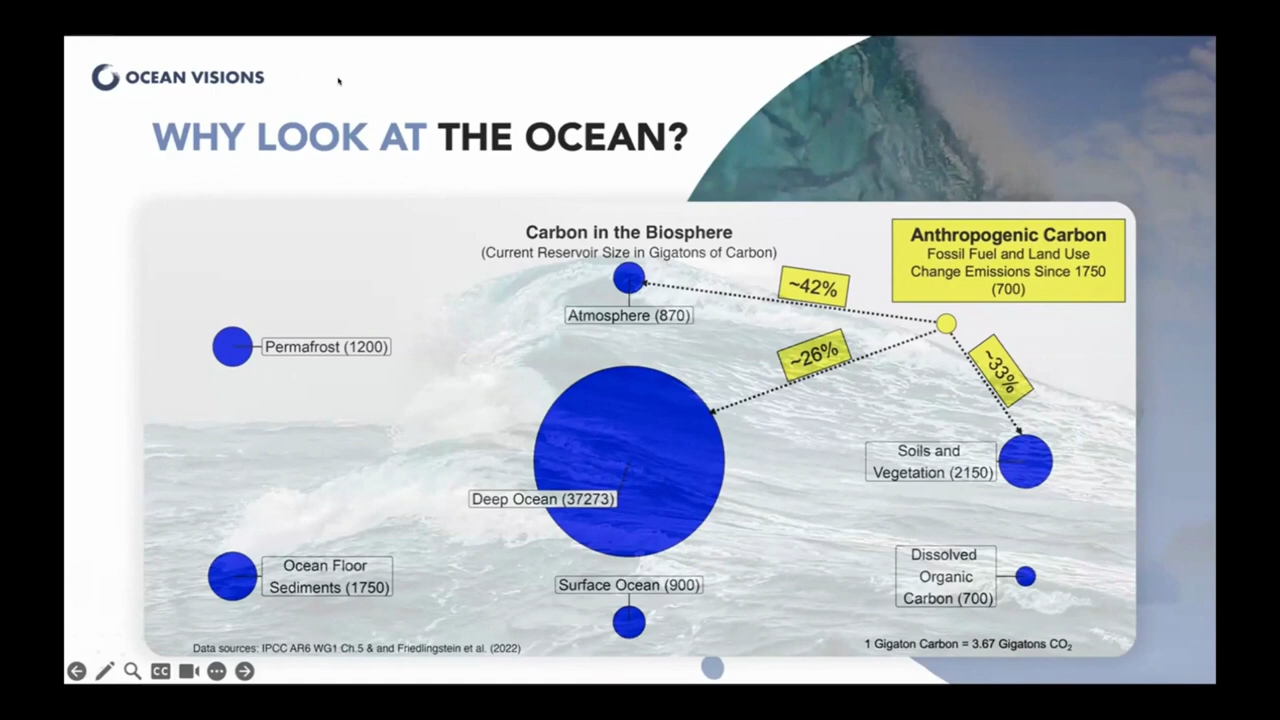 OCEAN VISIONS
WHY LOOK AT THE OCEAN?
Carbon in the Biosphere
(Current Reservoir Size in Gigatons of Carbon)
Anthropogenic Carbon
Fossil Fuel and Land Use
Change Emissions Since 1750
(700)
~42%
Atmosphere (870)
Permafrost (1200)
~26%
~33%
Soils and
Vegetation (2150)
Deep Ocean (37273)
Ocean Floor
Sediments (1750)
Surface Ocean (900)
Dissolved
Organic
Carbon (700)
Data sources: IPCC AR6 WG1 Ch.5 & and Friedlingstein et al. (2022)
1 Gigaton Carbon = 3.67 Gigatons CO₂
CC